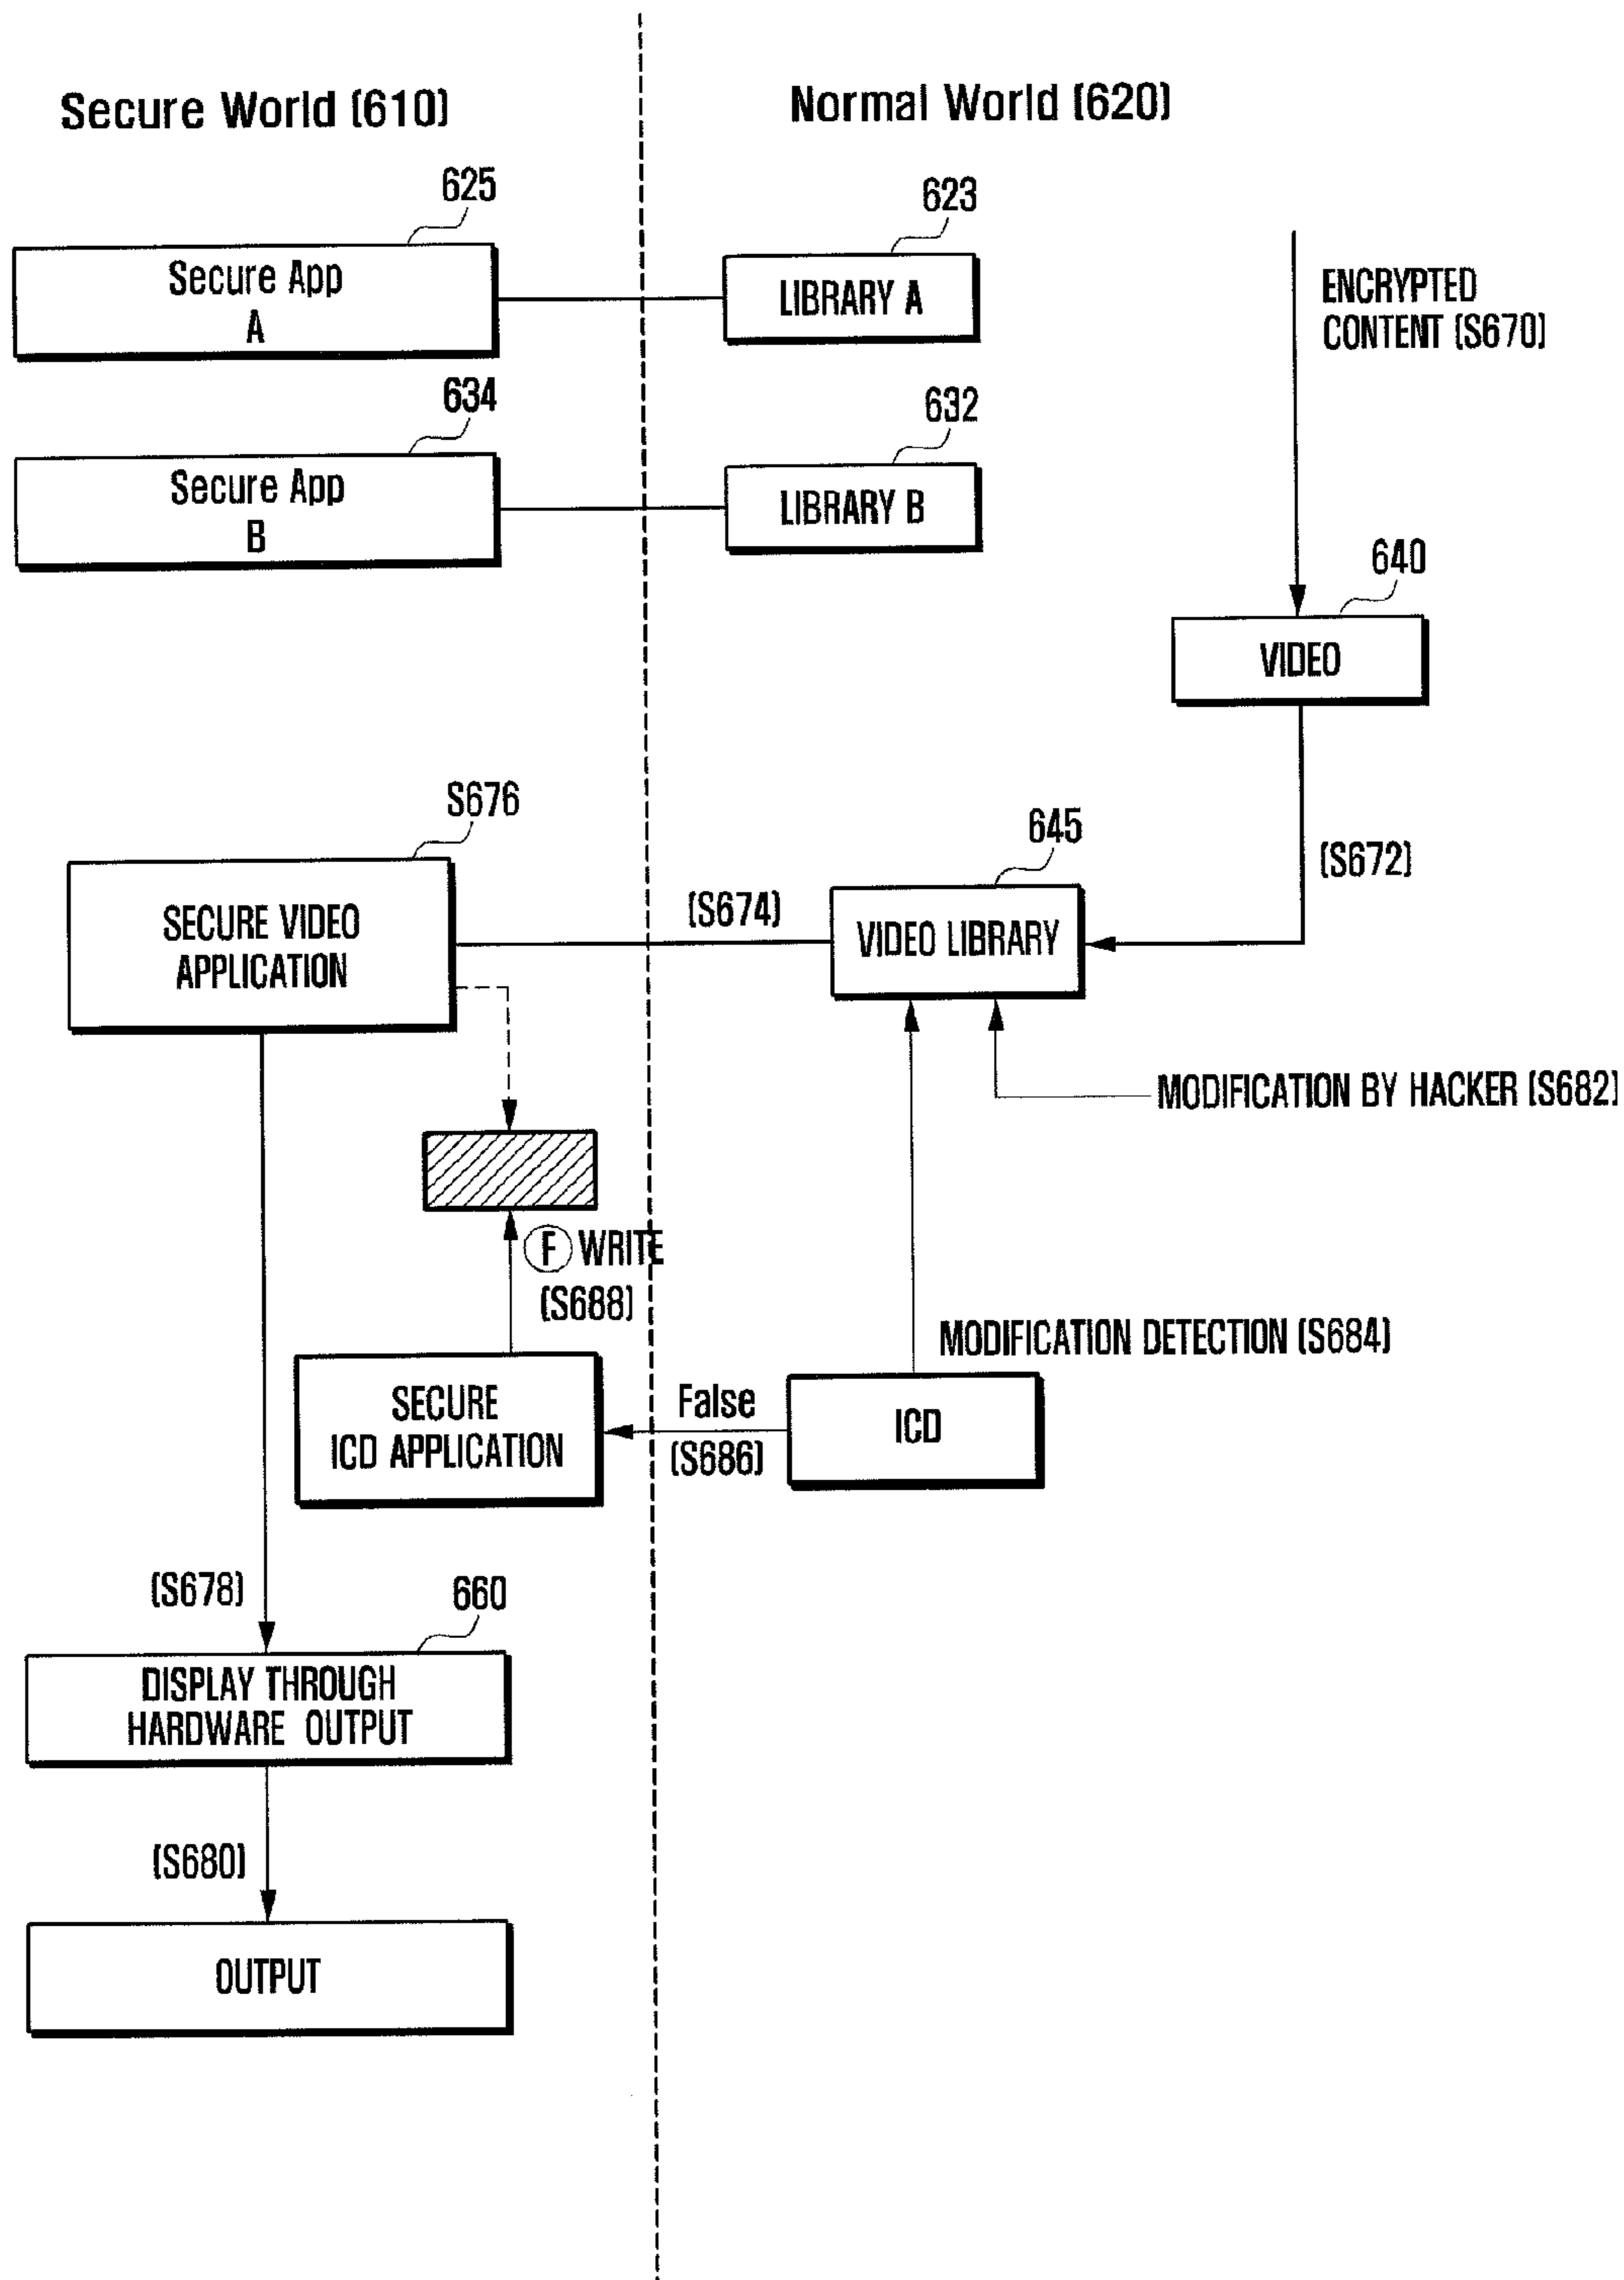 Secure World (610)
Normal World (620)
625
Secure App
A
623
LIBRARY A
ENCRYPTED
CONTENT (S670)
634
Secure App
B
632
LIBRARY B
640
VIDEO
S676
SECURE VIDEO
APPLICATION
(S674)
645
VIDEO LIBRARY
(S672)
MODIFICATION BY HACKER (S682)
F WRITE
(S688)
MODIFICATION DETECTION (S684)
SECURE
ICD APPLICATION
False
(S686)
ICD
(S678)
660
DISPLAY THROUGH
HARDWARE OUTPUT
(S680)
OUTPUT